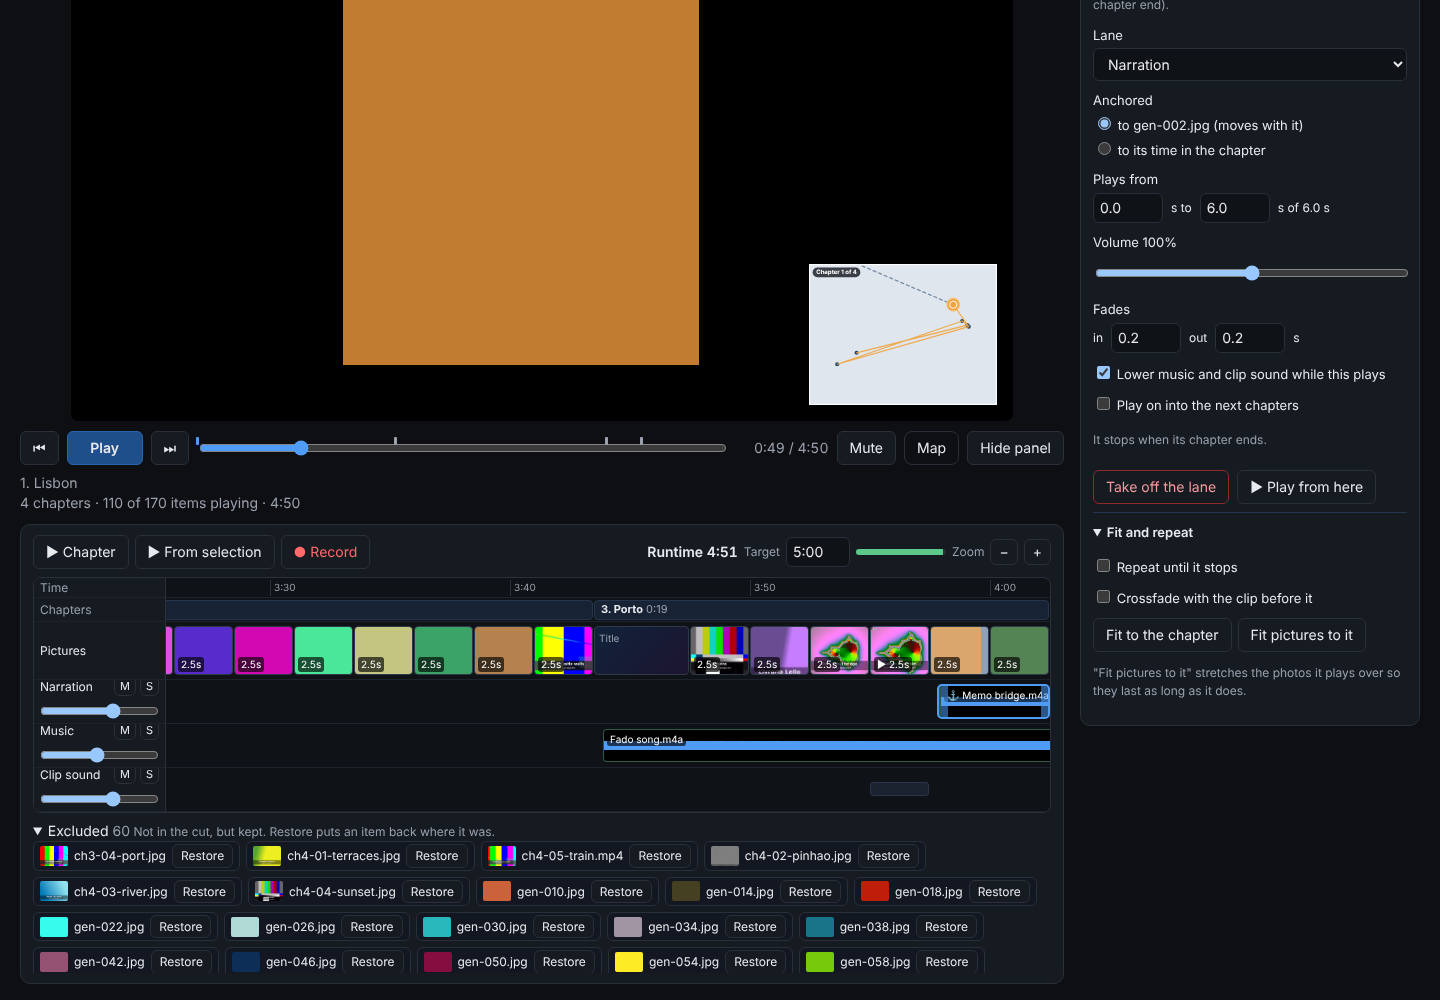 chapter end).
Lane
Narration
Anchored
to gen-002.jpg (moves with it)
to its time in the chapter
Plays from
0.0 s to 6.0 s of 6.0 s
Volume 100%
Fades
in 0.2 out 0.2 s
Lower music and clip sound while this plays
Play on into the next chapters
It stops when its chapter ends.
Take off the lane
Play from here
Fit and repeat
Repeat until it stops
Crossfade with the clip before it
Fit to the chapter
Fit pictures to it
"Fit pictures to it" stretches the photos it plays over so
they last as long as it does.
Chapter 1 of 4
Play
0:49 / 4:50
Mute
Map
Hide panel
1. Lisbon
4 chapters · 110 of 170 items playing · 4:50
Chapter
From selection
Record
Runtime 4:51
Target
5:00
Zoom
−
+
Time
3:30
3:40
3:50
4:00
Chapters
3. Porto 0:19
Pictures
2.5s
2.5s
2.5s
2.5s
2.5s
2.5s
2.5s
Title
2.5s
2.5s
2.5s
2.5s
2.5s
2.5s
Narration
M
S
Memo bridge.m4a
Music
M
S
Fado song.m4a
Clip sound
M
S
Excluded 60 Not in the cut, but kept. Restore puts an item back where it was.
ch3-04-port.jpg Restore
ch4-01-terraces.jpg Restore
ch4-05-train.mp4 Restore
ch4-02-pinhao.jpg Restore
ch4-03-river.jpg Restore
ch4-04-sunset.jpg Restore
gen-010.jpg Restore
gen-014.jpg Restore
gen-018.jpg Restore
gen-022.jpg Restore
gen-026.jpg Restore
gen-030.jpg Restore
gen-034.jpg Restore
gen-038.jpg Restore
gen-042.jpg Restore
gen-046.jpg Restore
gen-050.jpg Restore
gen-054.jpg Restore
gen-058.jpg Restore